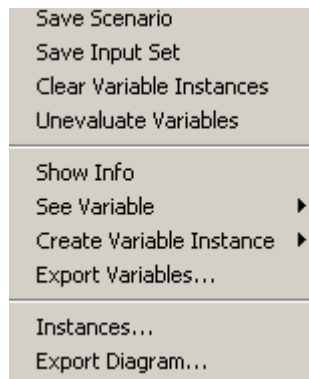 Save Scenario
Save Input Set
Clear Variable Instances
Unevaluate Variables
Show Info
See Variable
Create Variable Instance
Export Variables...
Instances...
Export Diagram...